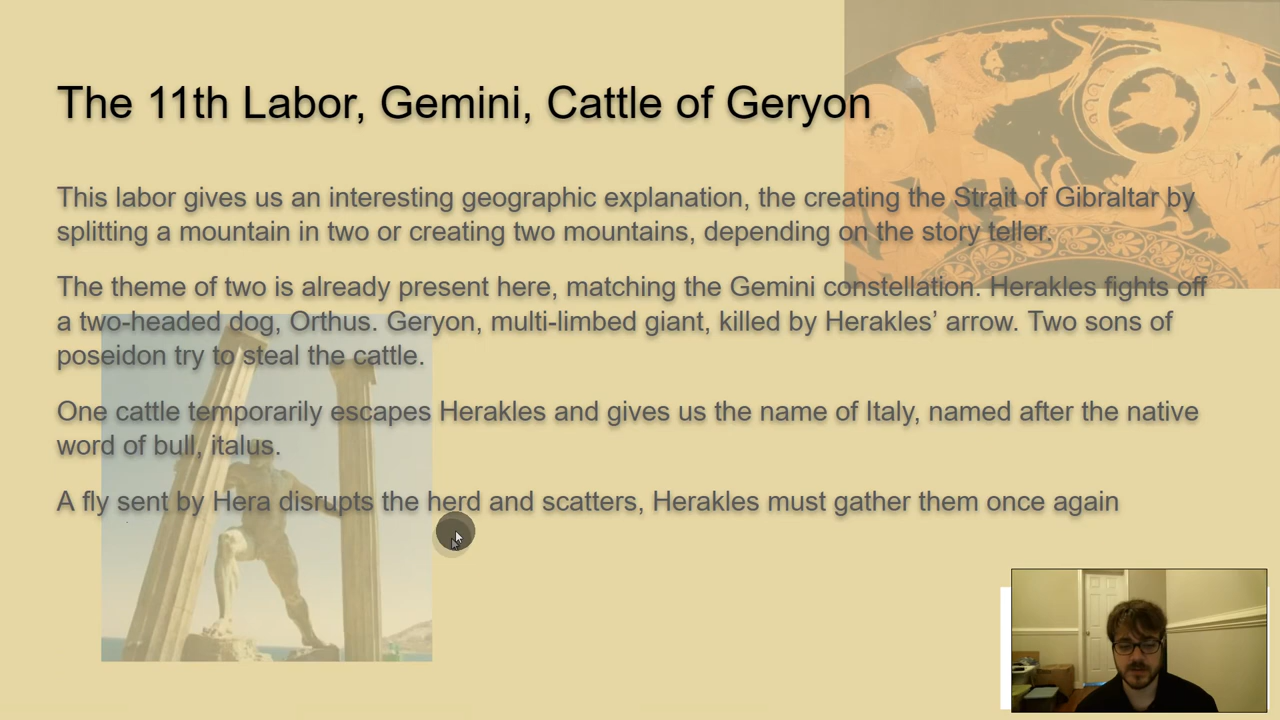 The 11th Labor, Gemini, Cattle of Geryon
This labor gives us an interesting geographic explanation, the creating the Strait of Gibraltar by
splitting a mountain in two or creating two mountains, depending on the story teller.
The theme of two is already present here, matching the Gemini constellation. Herakles fights off
a two-headed dog, Orthus. Geryon, multi-limbed giant, killed by Herakles’ arrow. Two sons of
poseidon try to steal the cattle.
One cattle temporarily escapes Herakles and gives us the name of Italy, named after the native
word of bull, italus.
A fly sent by Hera disrupts the herd and scatters, Herakles must gather them once again